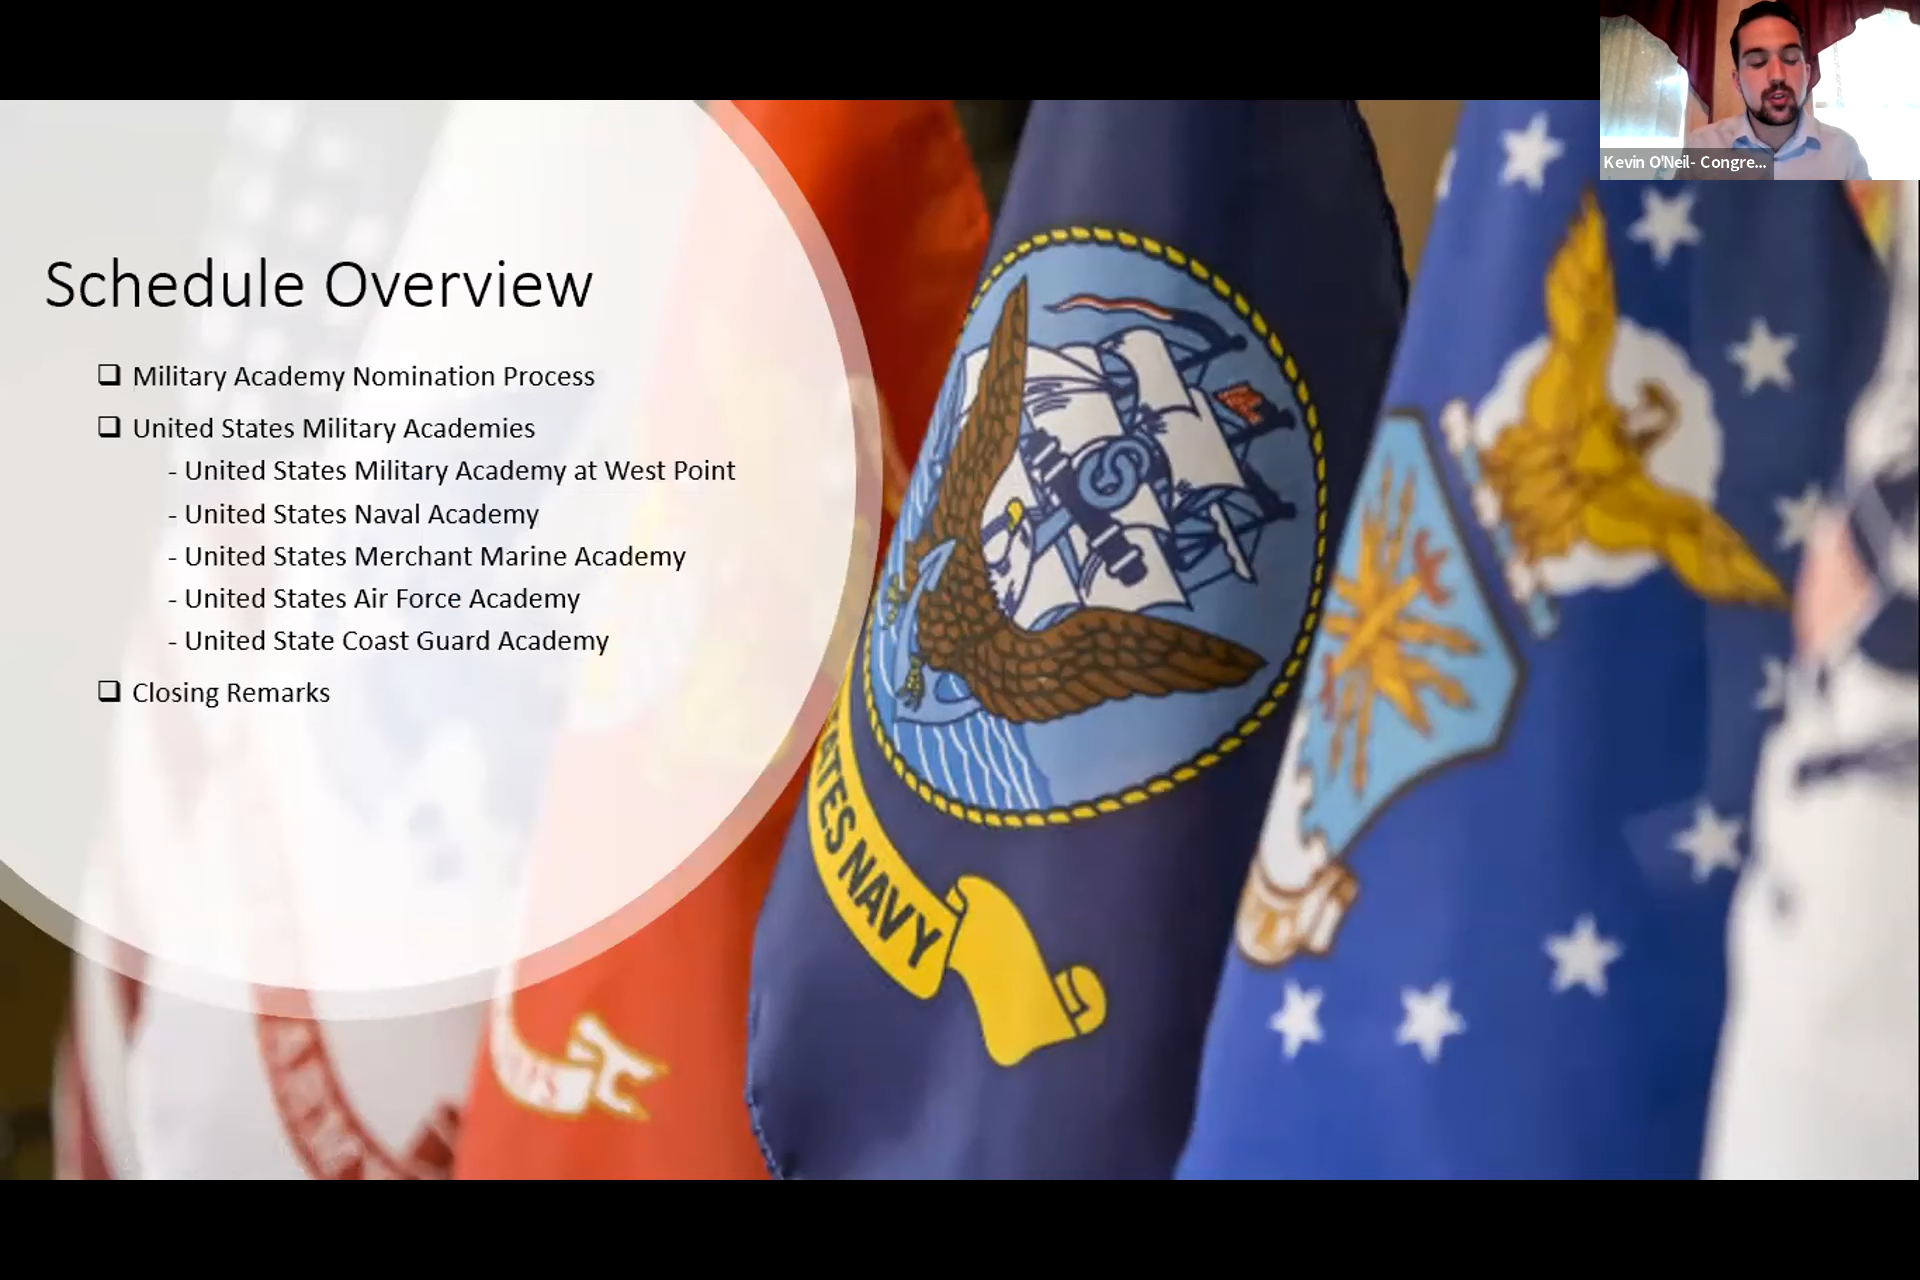 Kevin O'Neil- Congre...
Schedule Overview
Military Academy Nomination Process
United States Military Academies
- United States Military Academy at West Point
- United States Naval Academy
- United States Merchant Marine Academy
- United States Air Force Academy
- United State Coast Guard Academy
Closing Remarks
ATES NAVY